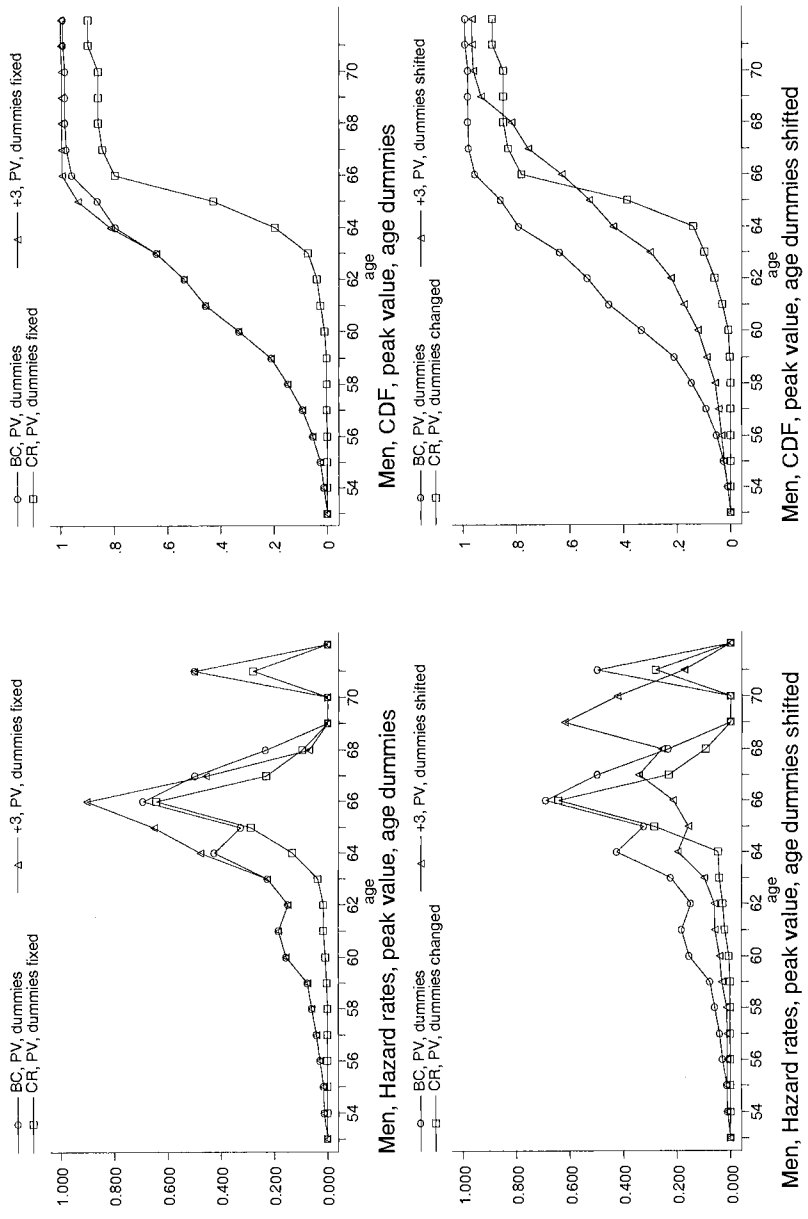 BC, PV, dummies
+3, PV, dummies fixed
CR, PV, dummies fixed
1.000
0.800
0.600
0.400
0.200
0.000
54 56 58 60 62 64 66 68 70
age
Men, Hazard rates, peak value, age dummies
BC, PV, dummies
+3, PV, dummies fixed
CR, PV, dummies fixed
1
.8
.6
.4
.2
0
54 56 58 60 62 64 66 68 70
age
Men, CDF, peak value, age dummies
BC, PV, dummies
+3, PV, dummies shifted
CR, PV, dummies changed
1.000
0.800
0.600
0.400
0.200
0.000
54 56 58 60 62 64 66 68 70
age
Men, Hazard rates, peak value, age dummies shifted
BC, PV, dummies
+3, PV, dummies shifted
CR, PV, dummies changed
1
.8
.6
.4
.2
0
54 56 58 60 62 64 66 68 70
age
Men, CDF, peak value, age dummies shifted